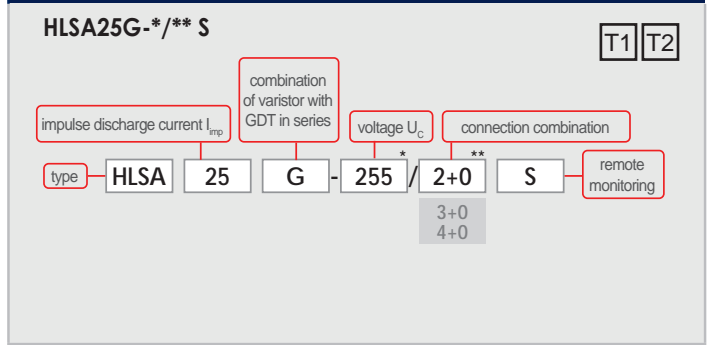 HLSA25G-*/** S
T1 T2
combination
of varistor with
GDT in series
impulse discharge current Iimp
voltage UC
connection combination
* **
type HLSA 25 G - 255 / 2+0 S remote
monitoring
3+0
4+0